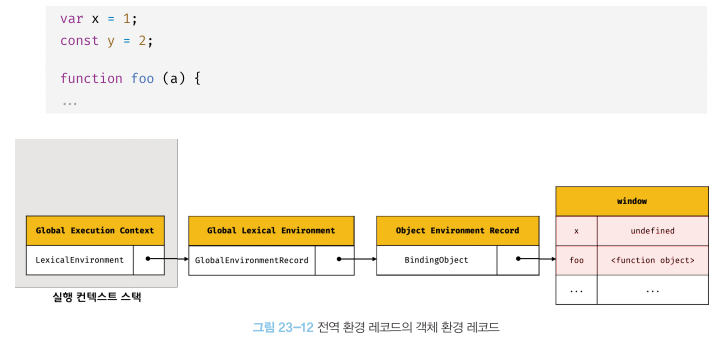 var x = 1;
const y = 2;
function foo (a) {
...
window
x undefined
Global Execution Context Global Lexical Environment Object Environment Record
foo <function object>
LexicalEnvironment GlobalEnvironmentRecord BindingObject
... ...
실행 컨텍스트 스택
그림 23-12 전역 환경 레코드의 객체 환경 레코드